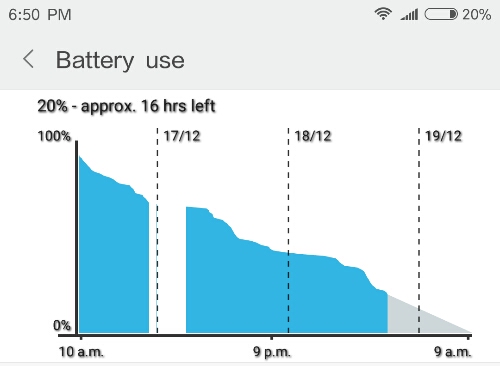 6:50 PM 20%
Battery use
20% - approx. 16 hrs left
100% 17/12 18/12 19/12
0%
10 a.m. 9 p.m. 9 a.m.